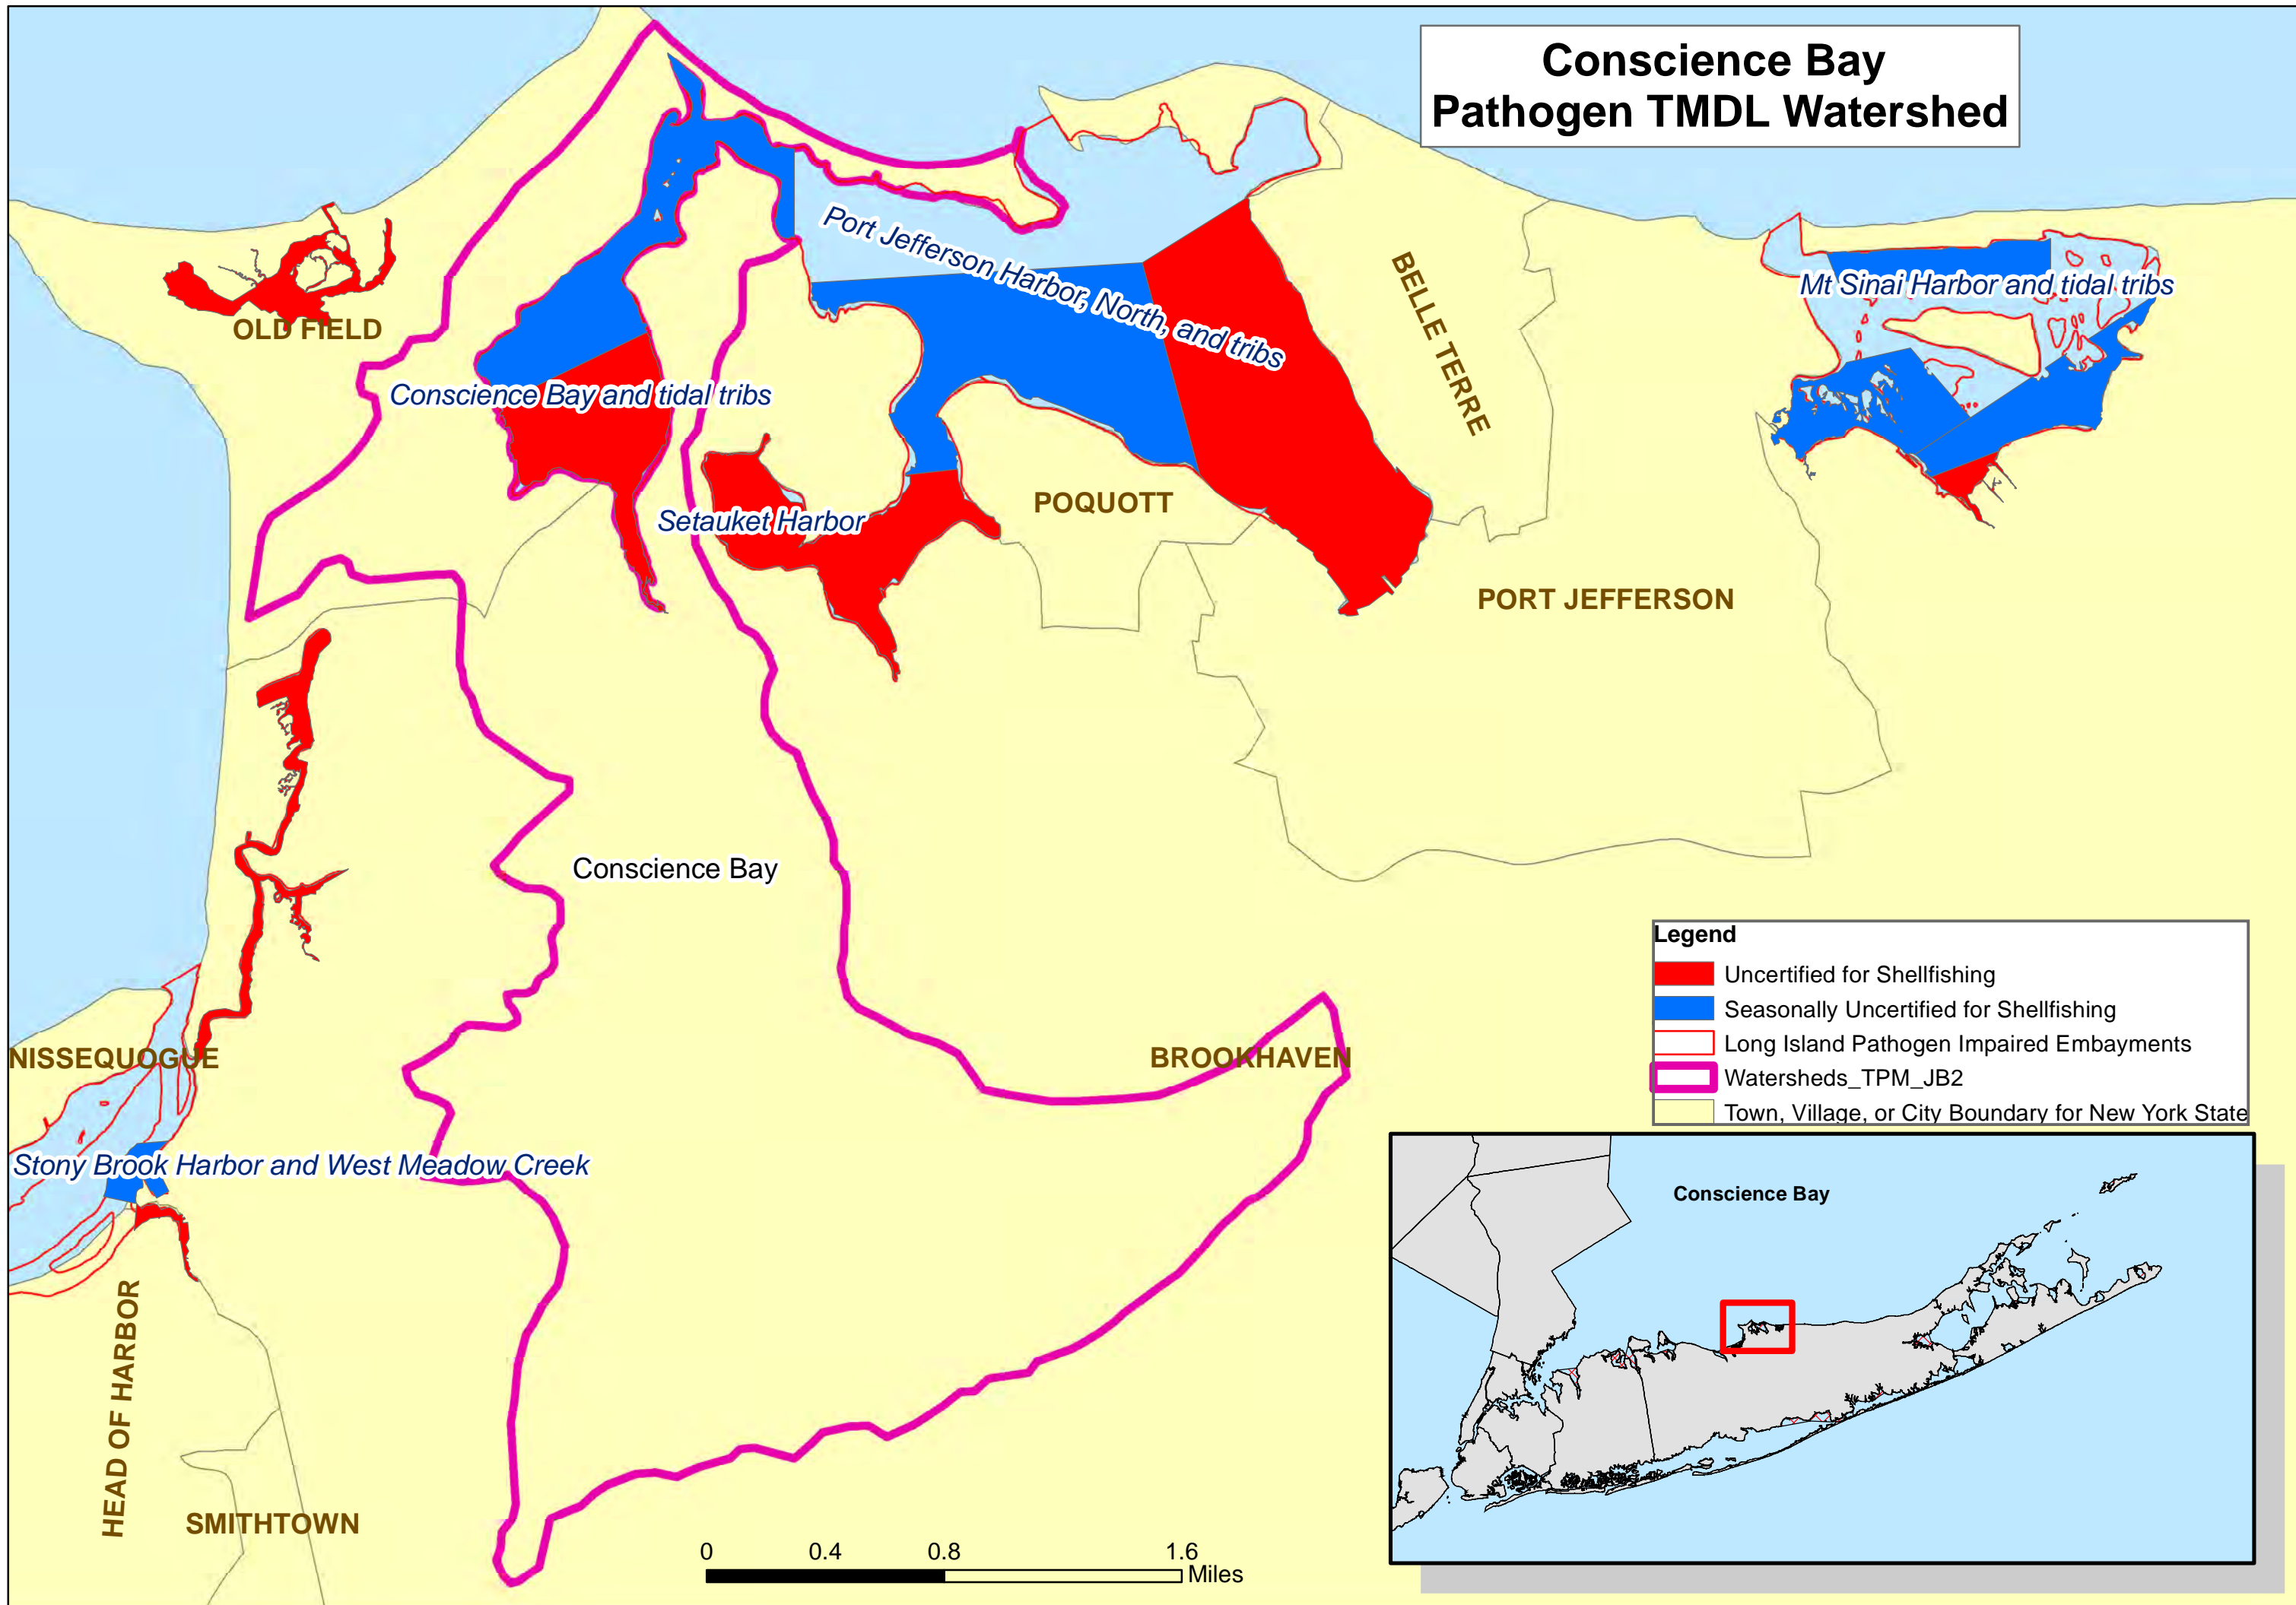 Conscience Bay
Pathogen TMDL Watershed
Port Jefferson Harbor, North, and tribs
BELLE TERRE
Mt Sinai Harbor and tidal tribs
OLD FIELD
Conscience Bay and tidal tribs
POQUOTT
Setauket Harbor
PORT JEFFERSON
Conscience Bay
Legend
Uncertified for Shellfishing
Seasonally Uncertified for Shellfishing
Long Island Pathogen Impaired Embayments
Watersheds_TPM_JB2
Town, Village, or City Boundary for New York State
NISSEQUOGUE
BROOKHAVEN
Stony Brook Harbor and West Meadow Creek
Conscience Bay
HEAD OF HARBOR
SMITHTOWN
0 0.4 0.8 1.6
Miles